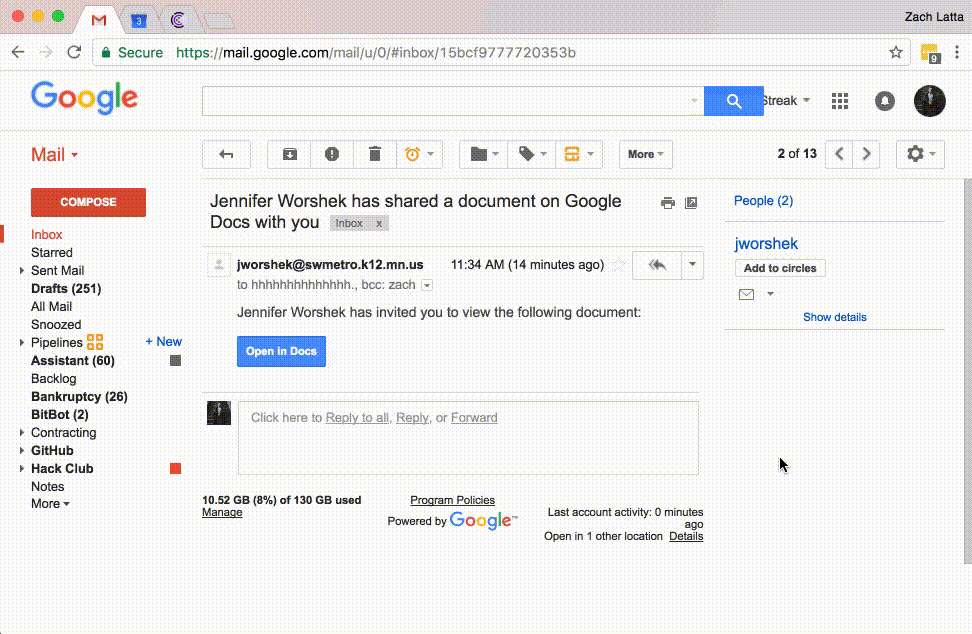 Zach Latta
3
Secure https://mail.google.com/mail/u/0/#inbox/15bcf9777720353b
9
Google
Streak
Mail
More
2 of 13
COMPOSE
Inbox
Starred
Sent Mail
Drafts (251)
All Mail
Snoozed
Pipelines + New
Assistant (60)
Backlog
Bankruptcy (26)
BitBot (2)
Contracting
GitHub
Hack Club
Notes
More
Jennifer Worshek has shared a document on Google
Docs with you Inbox x
jworshek@swmetro.k12.mn.us 11:34 AM (14 minutes ago)
to hhhhhhhhhhhhhh., bcc: zach
Jennifer Worshek has invited you to view the following document:
Open in Docs
Click here to Reply to all, Reply, or Forward
10.52 GB (8%) of 130 GB used
Manage
Program Policies
Powered by Google™
Last account activity: 0 minutes
ago
Open in 1 other location Details
People (2)
jworshek
Add to circles
Show details